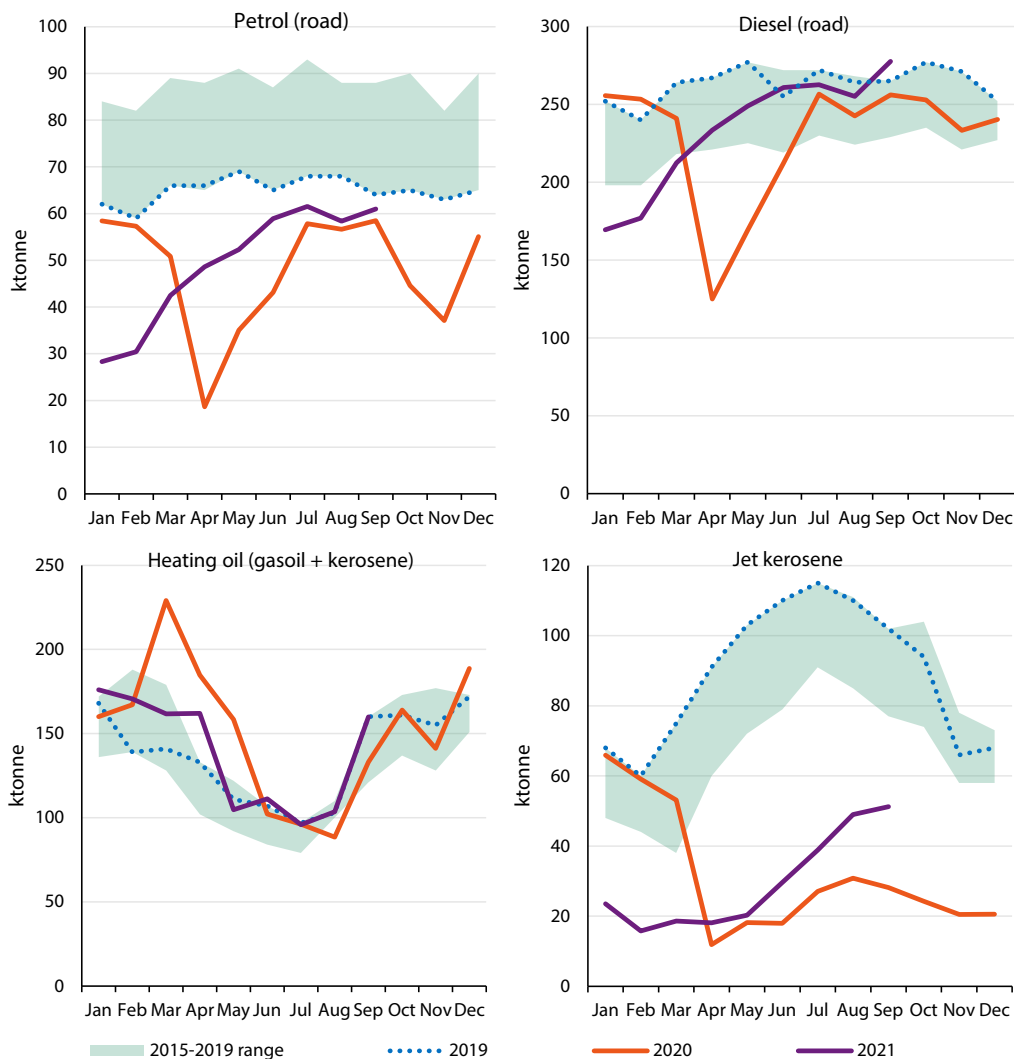 Petrol (road)
ktonne
100
90
80
70
60
50
40
30
20
10
0
Jan Feb Mar Apr May Jun Jul Aug Sep Oct Nov Dec
Diesel (road)
ktonne
300
250
200
150
100
50
0
Jan Feb Mar Apr May Jun Jul Aug Sep Oct Nov Dec
Heating oil (gasoil + kerosene)
ktonne
250
200
150
100
50
0
Jan Feb Mar Apr May Jun Jul Aug Sep Oct Nov Dec
Jet kerosene
ktonne
120
100
80
60
40
20
0
Jan Feb Mar Apr May Jun Jul Aug Sep Oct Nov Dec
2015-2019 range 2019 2020 2021